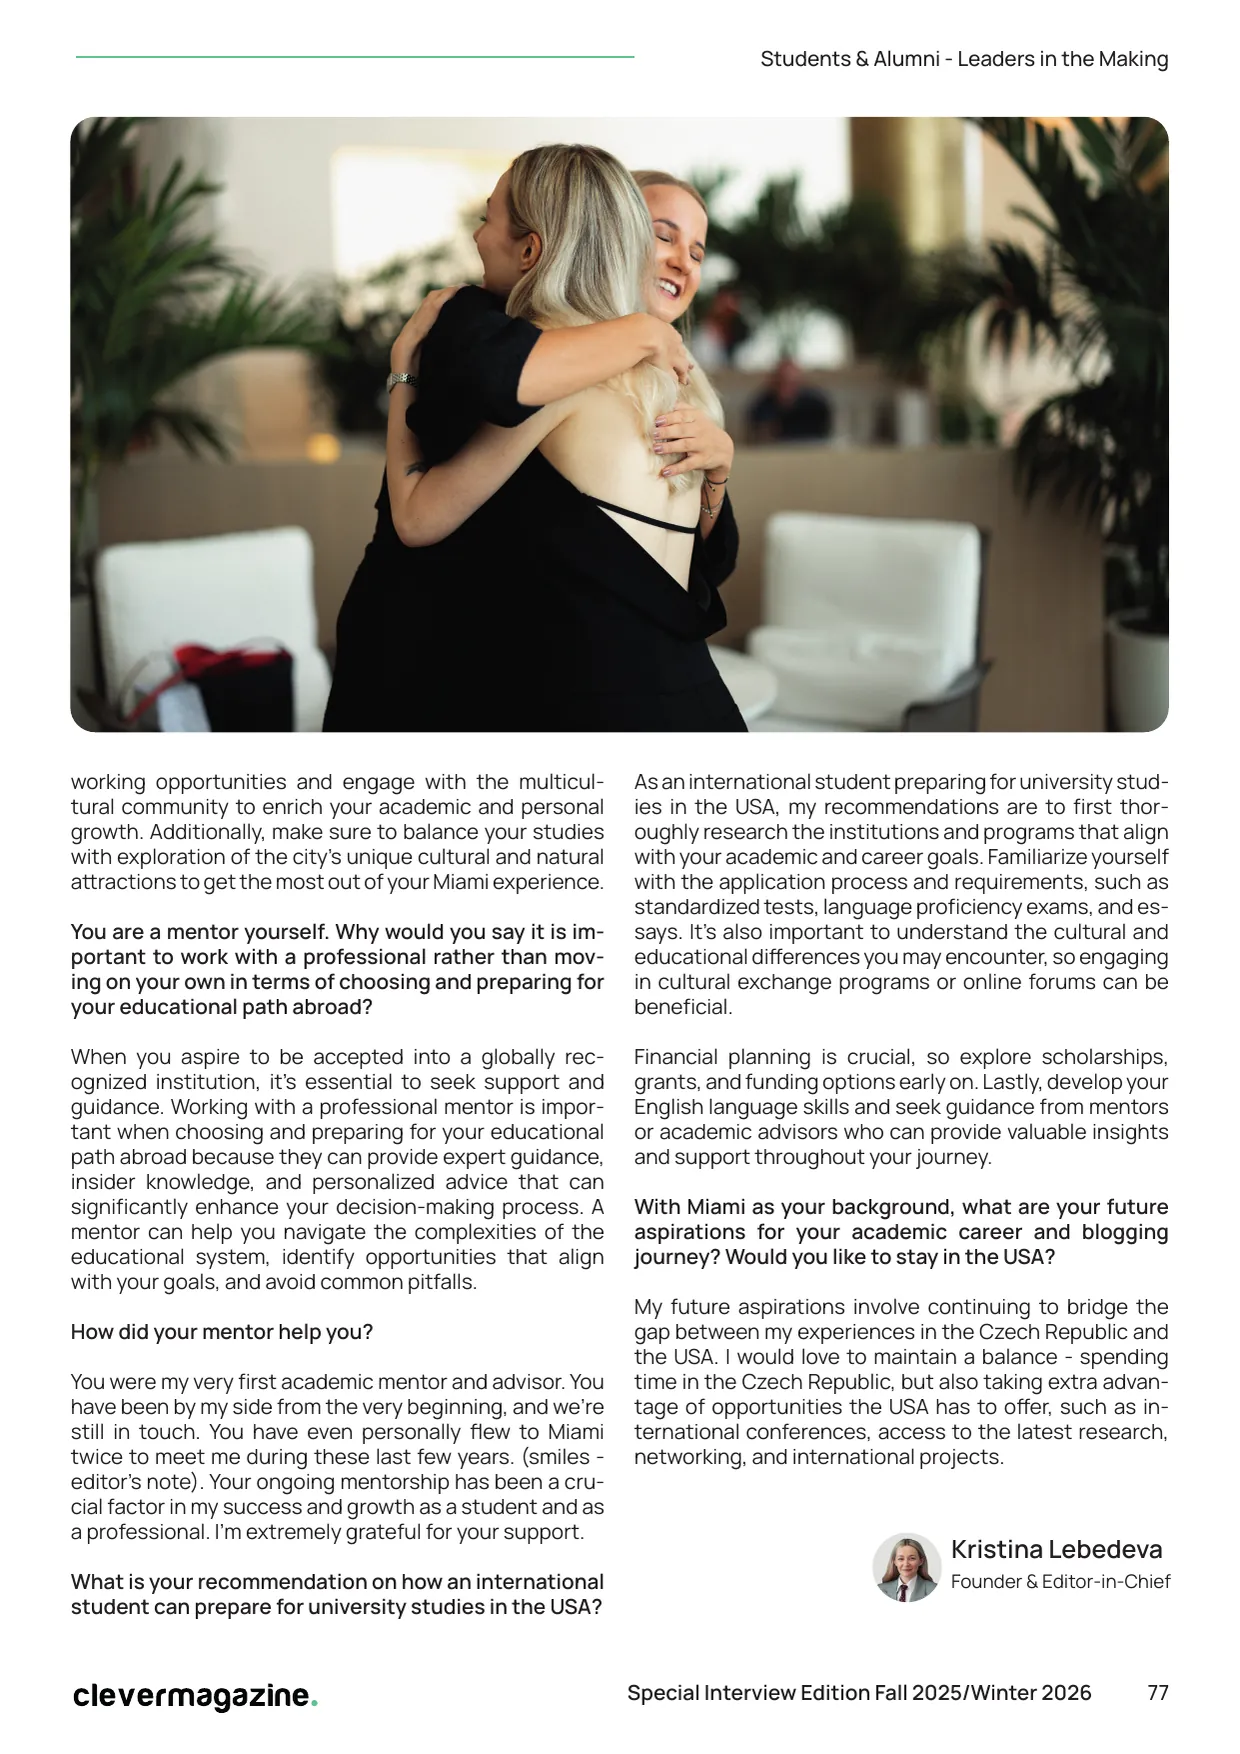 Students & Alumni - Leaders in the Making
working opportunities and engage with the multicul-
tural community to enrich your academic and personal
growth. Additionally, make sure to balance your studies
with exploration of the city's unique cultural and natural
attractions to get the most out of your Miami experience.
You are a mentor yourself. Why would you say it is im-
portant to work with a professional rather than mov-
ing on your own in terms of choosing and preparing for
your educational path abroad?
When you aspire to be accepted into a globally rec-
ognized institution, it's essential to seek support and
guidance. Working with a professional mentor is impor-
tant when choosing and preparing for your educational
path abroad because they can provide expert guidance,
insider knowledge, and personalized advice that can
significantly enhance your decision-making process. A
mentor can help you navigate the complexities of the
educational system, identify opportunities that align
with your goals, and avoid common pitfalls.
How did your mentor help you?
You were my very first academic mentor and advisor. You
have been by my side from the very beginning, and we're
still in touch. You have even personally flew to Miami
twice to meet me during these last few years. (smiles -
editor's note). Your ongoing mentorship has been a cru-
cial factor in my success and growth as a student and as
a professional. I'm extremely grateful for your support.
What is your recommendation on how an international
student can prepare for university studies in the USA?
As an international student preparing for university stud-
ies in the USA, my recommendations are to first thor-
oughly research the institutions and programs that align
with your academic and career goals. Familiarize yourself
with the application process and requirements, such as
standardized tests, language proficiency exams, and es-
says. It's also important to understand the cultural and
educational differences you may encounter, so engaging
in cultural exchange programs or online forums can be
beneficial.
Financial planning is crucial, so explore scholarships,
grants, and funding options early on. Lastly, develop your
English language skills and seek guidance from mentors
or academic advisors who can provide valuable insights
and support throughout your journey.
With Miami as your background, what are your future
aspirations for your academic career and blogging
journey? Would you like to stay in the USA?
My future aspirations involve continuing to bridge the
gap between my experiences in the Czech Republic and
the USA. I would love to maintain a balance - spending
time in the Czech Republic, but also taking extra advan-
tage of opportunities the USA has to offer, such as in-
ternational conferences, access to the latest research,
networking, and international projects.
Kristina Lebedeva
Founder & Editor-in-Chief
clevermagazine.
Special Interview Edition Fall 2025/Winter 2026
77